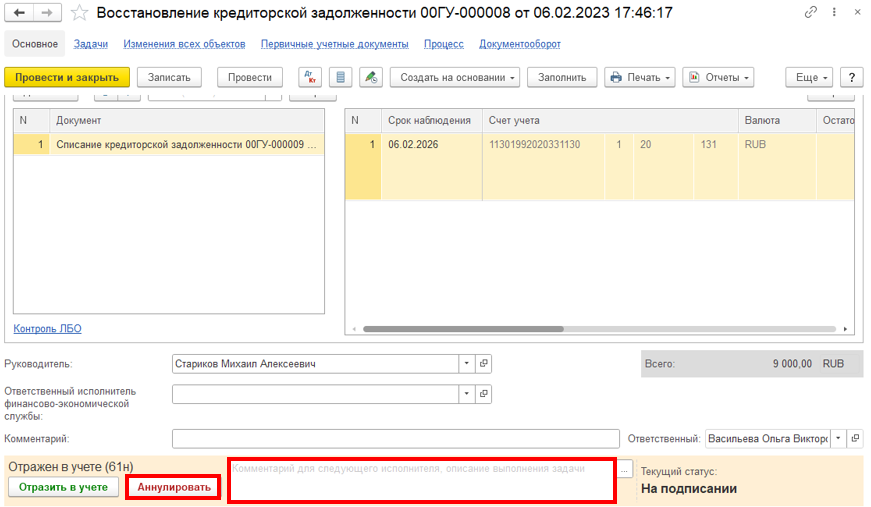 Восстановление кредиторской задолженности 00ГУ-000008 от 06.02.2023 17:46:17
Основное Задачи Изменения всех объектов Первичные учетные документы Процесс Документооборот
Провести и закрыть Записать Провести Дт Кт Создать на основании Заполнить Печать Отчеты Еще ?
N Документ N Срок наблюдения Счет учета Валюта Остато
1 Списание кредиторской задолженности 00ГУ-000009 ... 1 06.02.2026 11301992020331130 1 20 131 RUB
Контроль ЛБО
Руководитель: Стариков Михаил Алексеевич Всего: 9 000,00 RUB
Ответственный исполнитель
финансово-экономической
службы:
Комментарий: Ответственный: Васильева Ольга Викторо
Отражен в учете (61н) Комментарий для следующего исполнителя, описание выполнения задачи ... Текущий статус:
Отразить в учете Аннулировать На подписании